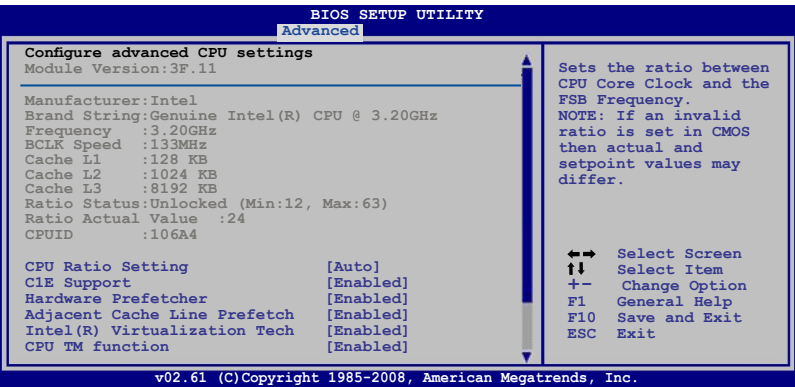 BIOS SETUP UTILITY
Advanced
Configure advanced CPU settings
Module Version:3F.11
Manufacturer:Intel
Brand String:Genuine Intel(R) CPU @ 3.20GHz
Frequency :3.20GHz
BCLK Speed :133MHz
Cache L1 :128 KB
Cache L2 :1024 KB
Cache L3 :8192 KB
Ratio Status:Unlocked (Min:12, Max:63)
Ratio Actual Value :24
CPUID :106A4
CPU Ratio Setting [Auto]
C1E Support [Enabled]
Hardware Prefetcher [Enabled]
Adjacent Cache Line Prefetch [Enabled]
Intel(R) Virtualization Tech [Enabled]
CPU TM function [Enabled]
Sets the ratio between
CPU Core Clock and the
FSB Frequency.
NOTE: If an invalid
ratio is set in CMOS
then actual and
setpoint values may
differ.
←→ Select Screen
↑↓ Select Item
+- Change Option
F1 General Help
F10 Save and Exit
ESC Exit
v02.61 (C)Copyright 1985-2008, American Megatrends, Inc.